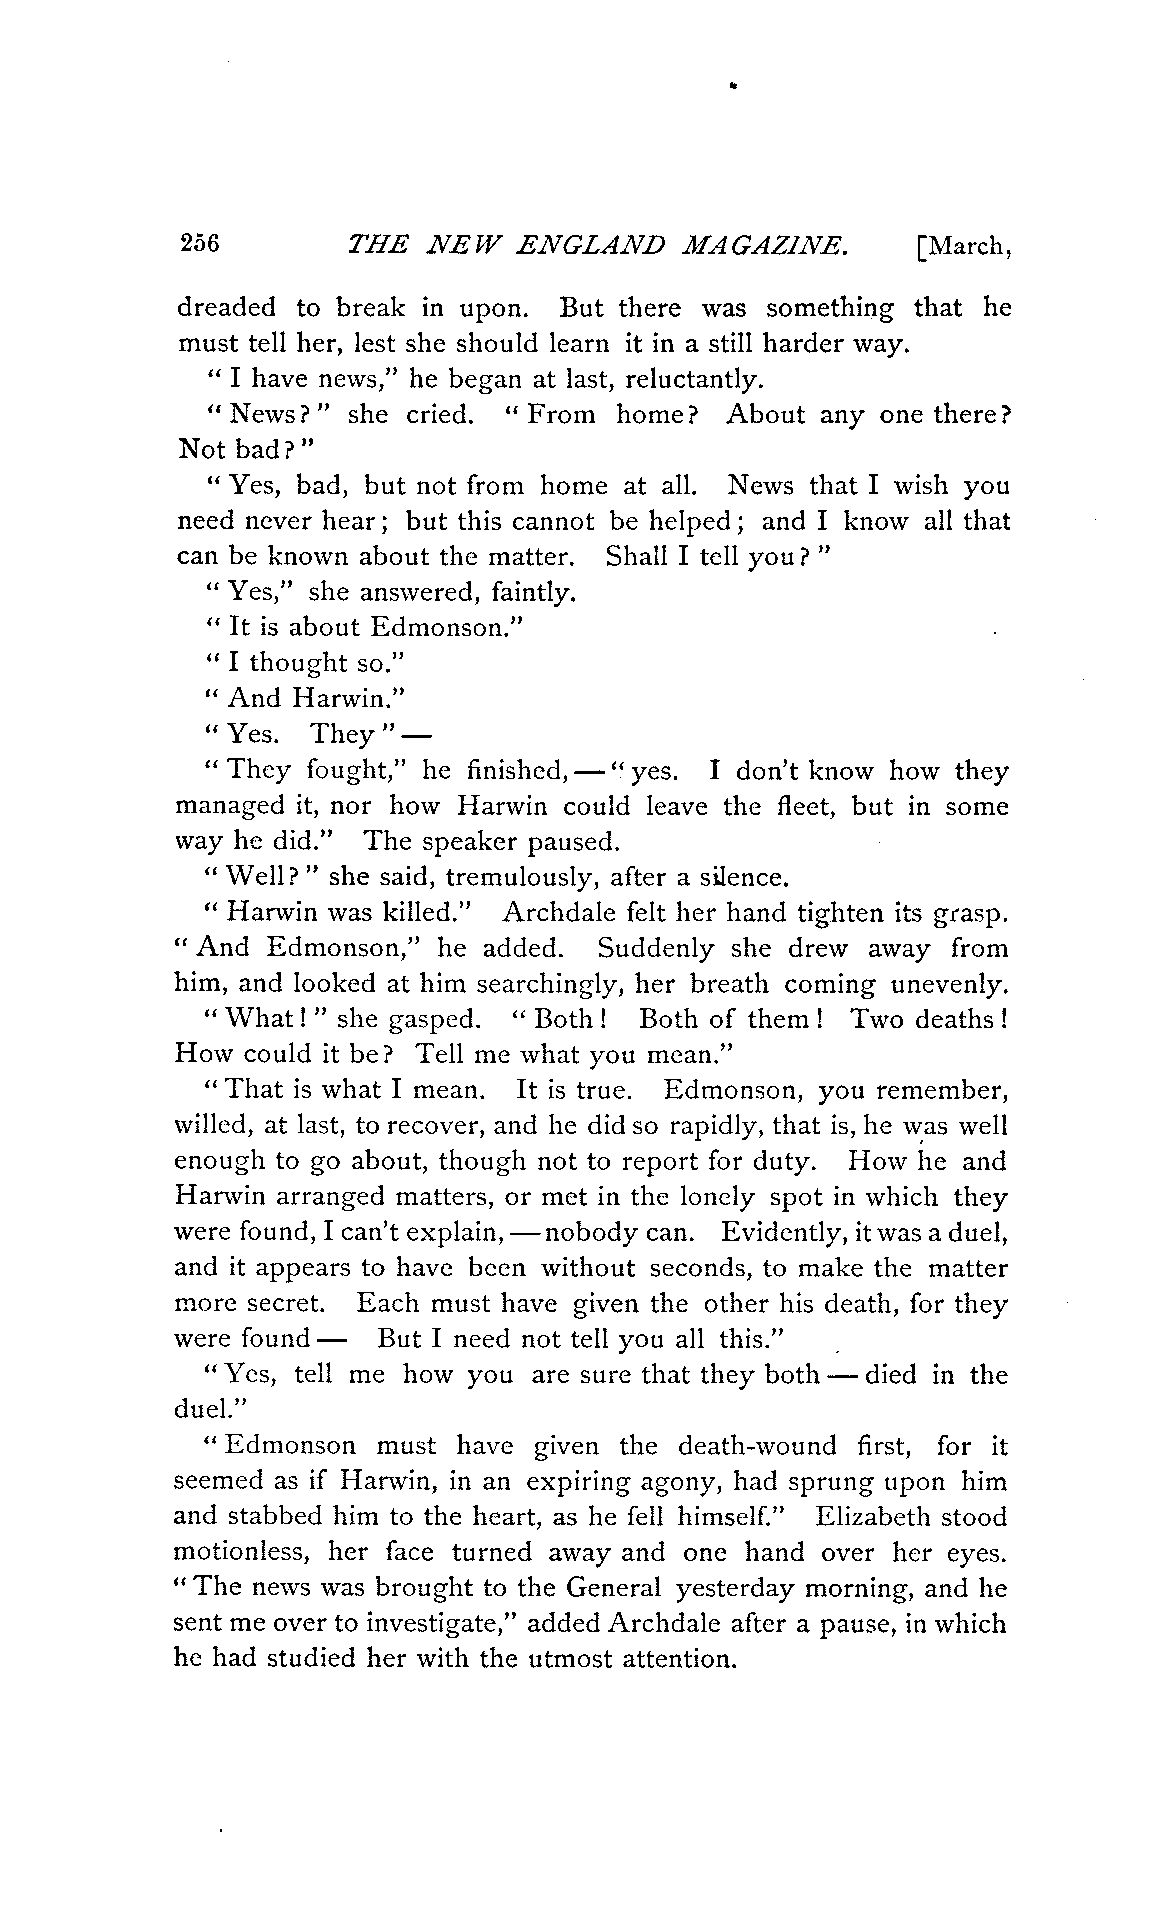 256 THE NEW ENGLAND MAGAZINE. [March,
dreaded to break in upon. But there was something that he
must tell her, lest she should learn it in a still harder way.
" I have news," he began at last, reluctantly.
" News? " she cried. " From home? About any one there?
Not bad? "
" Yes, bad, but not from home at all. News that I wish you
need never hear; but this cannot be helped; and I know all that
can be known about the matter. Shall I tell you? "
" Yes," she answered, faintly.
" It is about Edmonson."
" I thought so."
" And Harwin."
" Yes. They " —
" They fought," he finished, — " yes. I don't know how they
managed it, nor how Harwin could leave the fleet, but in some
way he did." The speaker paused.
" Well? " she said, tremulously, after a silence.
" Harwin was killed." Archdale felt her hand tighten its grasp.
" And Edmonson," he added. Suddenly she drew away from
him, and looked at him searchingly, her breath coming unevenly.
" What! " she gasped. " Both! Both of them! Two deaths!
How could it be? Tell me what you mean."
" That is what I mean. It is true. Edmonson, you remember,
willed, at last, to recover, and he did so rapidly, that is, he was well
enough to go about, though not to report for duty. How he and
Harwin arranged matters, or met in the lonely spot in which they
were found, I can't explain, — nobody can. Evidently, it was a duel,
and it appears to have been without seconds, to make the matter
more secret. Each must have given the other his death, for they
were found — But I need not tell you all this."
" Yes, tell me how you are sure that they both — died in the
duel."
" Edmonson must have given the death-wound first, for it
seemed as if Harwin, in an expiring agony, had sprung upon him
and stabbed him to the heart, as he fell himself." Elizabeth stood
motionless, her face turned away and one hand over her eyes.
" The news was brought to the General yesterday morning, and he
sent me over to investigate," added Archdale after a pause, in which
he had studied her with the utmost attention.